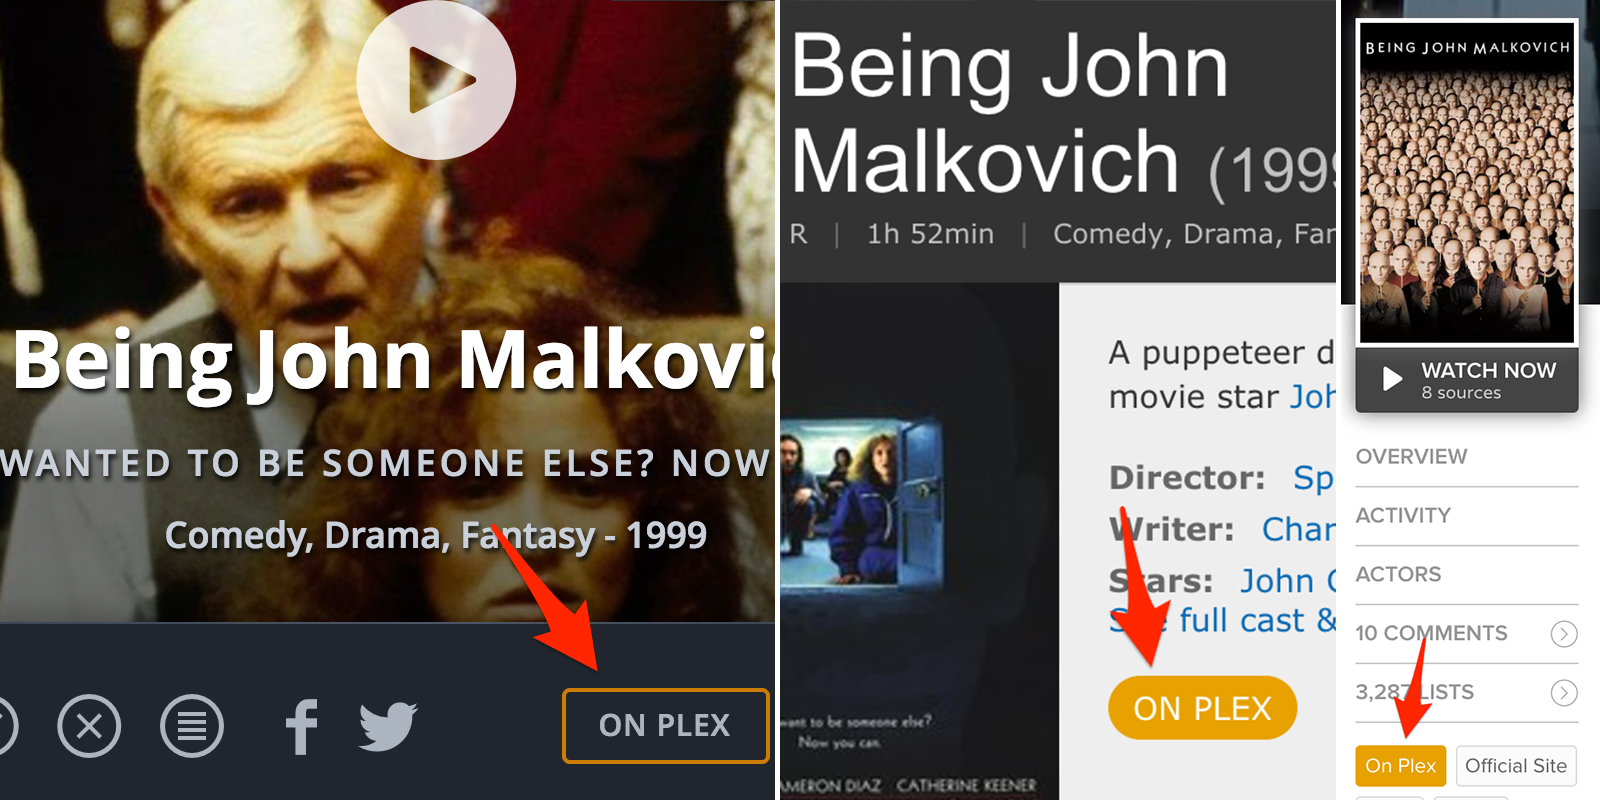 Being John Malkovi
WANTED TO BE SOMEONE ELSE? NOW
Comedy, Drama, Fantasy - 1999
ON PLEX
Being John
Malkovich (199
R | 1h 52min | Comedy, Drama, Fan
A puppeteer d
movie star Joh
Director: Sp
Writer: Char
Stars: John C
See full cast &
ON PLEX
want to be someone else?
Now you can.
AMERON DIAZ CATHERINE KEENER
BEING JOHN MALKOVICH
WATCH NOW
8 sources
OVERVIEW
ACTIVITY
ACTORS
10 COMMENTS
3,287 LISTS
On Plex
Official Site